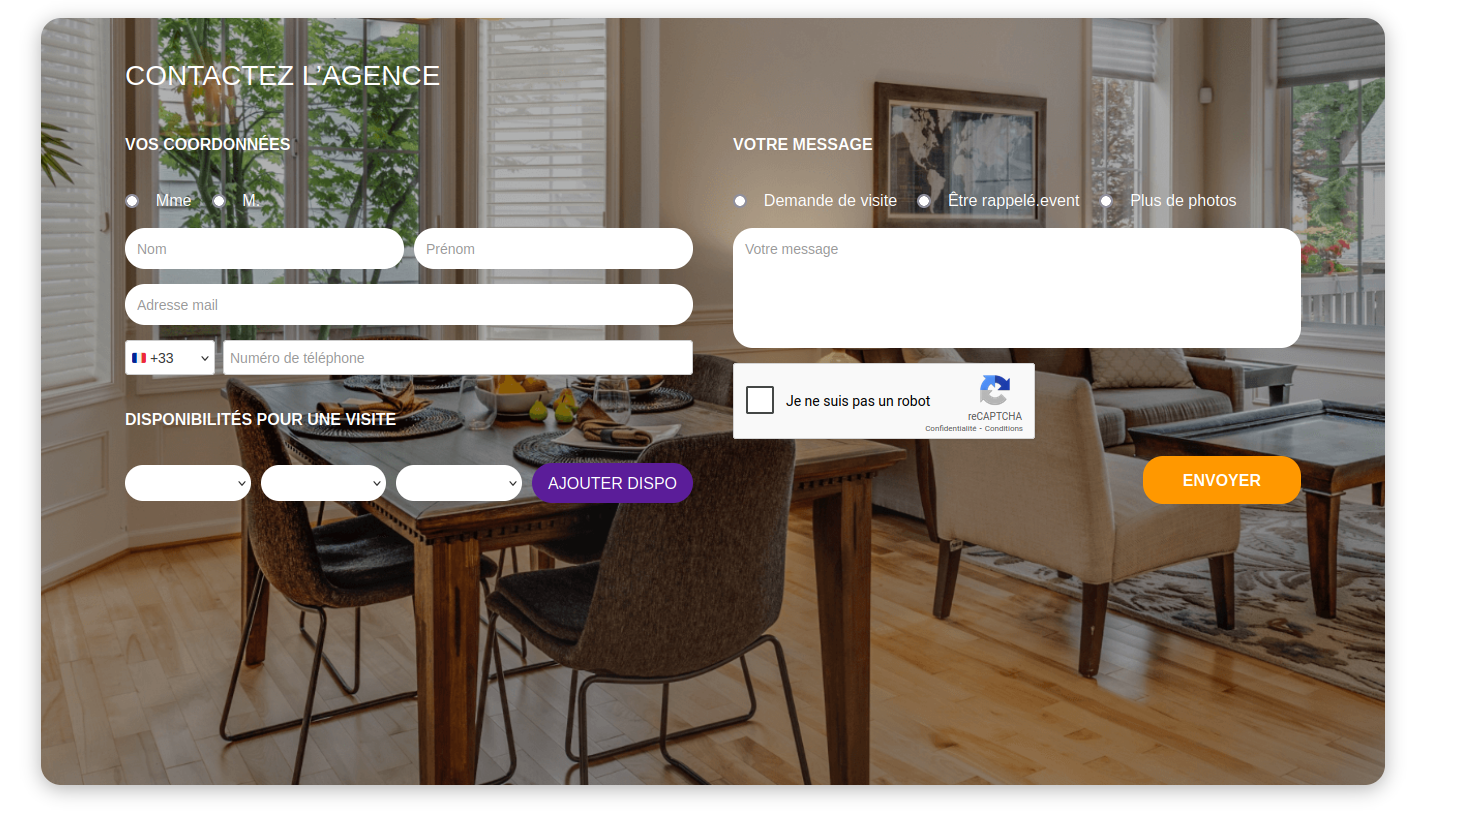 CONTACTEZ L'AGENCE
VOS COORDONNÉES
Mme M.
Nom Prénom
Adresse mail
+33 Numéro de téléphone
DISPONIBILITÉS POUR UNE VISITE
AJOUTER DISPO
VOTRE MESSAGE
Demande de visite Être rappelé.event Plus de photos
Votre message
Je ne suis pas un robot
reCAPTCHA
Confidentialité - Conditions
ENVOYER